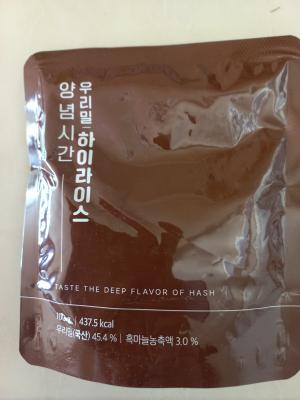 우리밀 하이라이스
양념시간
TASTE THE DEEP FLAVOR OF HASH
437.5 kcal
우리밀(국산) 45.4 % | 흑마늘농축액 3.0 %